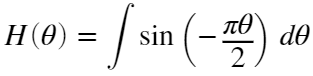 H(θ) = ∫ sin (−πθ/2) dθ